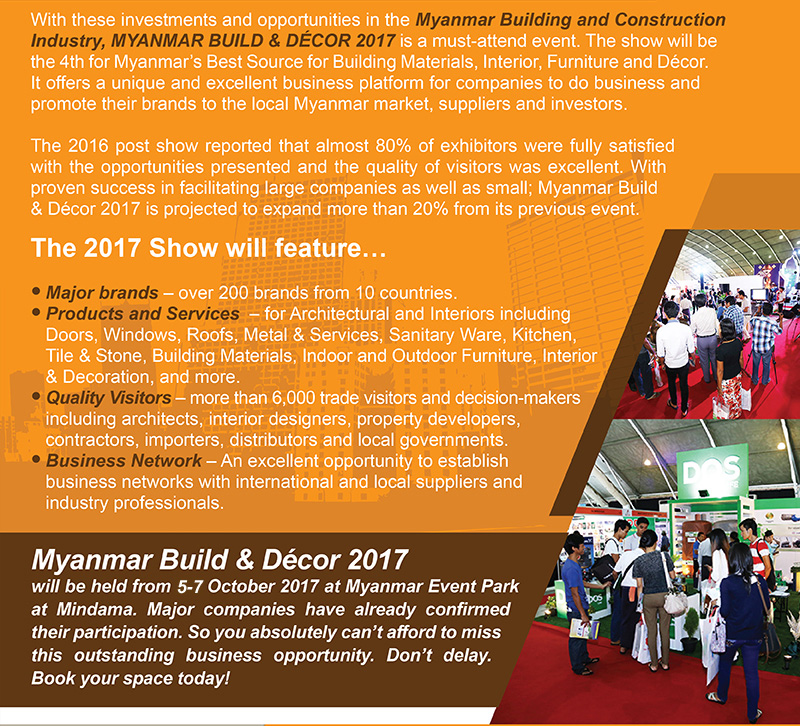 With these investments and opportunities in the Myanmar Building and Construction
Industry, MYANMAR BUILD & DÉCOR 2017 is a must-attend event. The show will be
the 4th for Myanmar's Best Source for Building Materials, Interior, Furniture and Décor.
It offers a unique and excellent business platform for companies to do business and
promote their brands to the local Myanmar market, suppliers and investors.
The 2016 post show reported that almost 80% of exhibitors were fully satisfied
with the opportunities presented and the quality of visitors was excellent. With
proven success in facilitating large companies as well as small; Myanmar Build
& Décor 2017 is projected to expand more than 20% from its previous event.
The 2017 Show will feature…
• Major brands – over 200 brands from 10 countries.
• Products and Services – for Architectural and Interiors including
Doors, Windows, Roofs, Metal & Services, Sanitary Ware, Kitchen,
Tile & Stone, Building Materials, Indoor and Outdoor Furniture, Interior
& Decoration, and more.
• Quality Visitors – more than 6,000 trade visitors and decision-makers
including architects, interior designers, property developers,
contractors, importers, distributors and local governments.
• Business Network – An excellent opportunity to establish
business networks with international and local suppliers and
industry professionals.
DOS
DOS
Myanmar Build & Décor 2017
will be held from 5-7 October 2017 at Myanmar Event Park
at Mindama. Major companies have already confirmed
their participation. So you absolutely can't afford to miss
this outstanding business opportunity. Don't delay.
Book your space today!